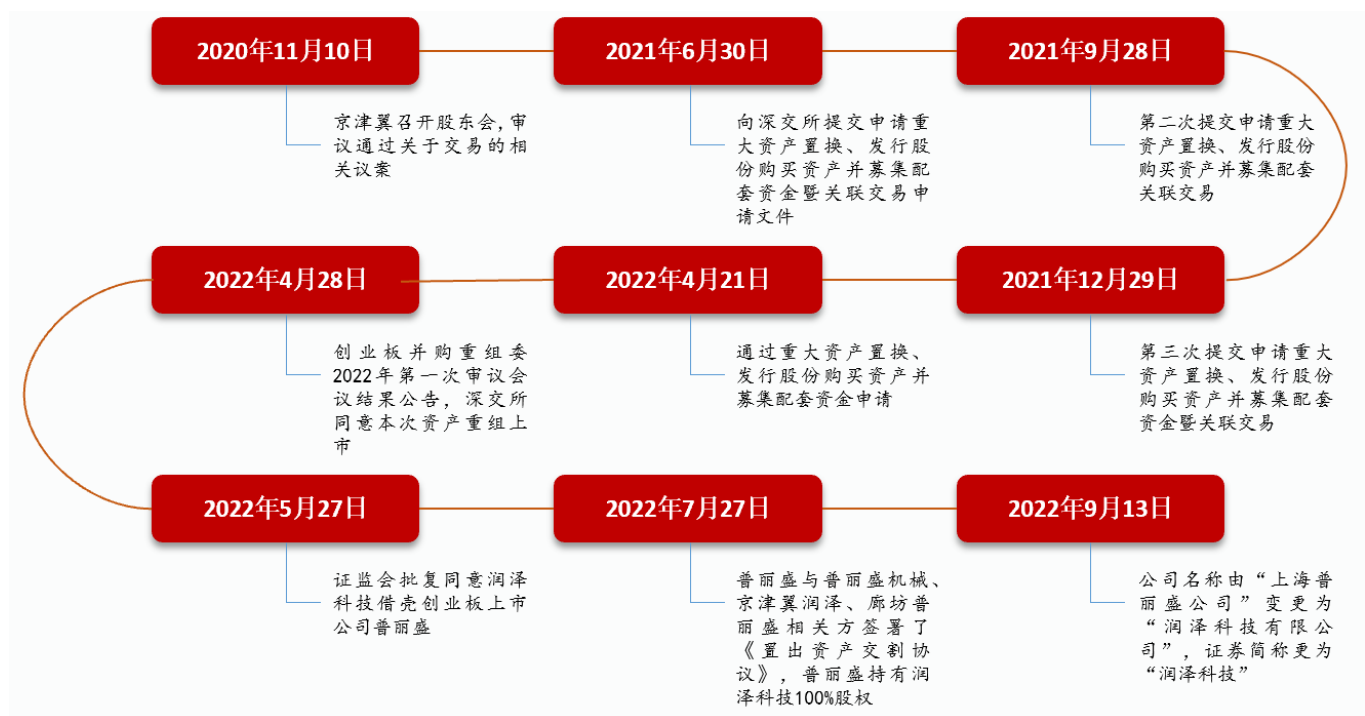 2020年11月10日
京津翼召开股东会,审
议通过关于交易的相
关议案
2021年6月30日
向深交所提交申请重
大资产置换、发行股
份购买资产并募集配
套资金暨关联交易申
请文件
2021年9月28日
第二次提交申请重大
资产置换、发行股份
购买资产并募集配套
关联交易
2021年12月29日
第三次提交申请重大
资产置换、发行股份
购买资产并募集配套
资金暨关联交易
2022年4月21日
通过重大资产置换、
发行股份购买资产并
募集配套资金申请
2022年4月28日
创业板并购重组委
2022年第一次审议会
议结果公告，深交所
同意本次资产重组上
市
2022年5月27日
证监会批复同意润泽
科技借壳创业板上市
公司普丽盛
2022年7月27日
普丽盛与普丽盛机械、
京津翼润泽、廊坊普
丽盛相关方签署了
《置出资产交割协
议》，普丽盛持有润
泽科技100%股权
2022年9月13日
公司名称由“上海普
丽盛公司”变更为
“润泽科技有限公
司”，证券简称更为
“润泽科技”